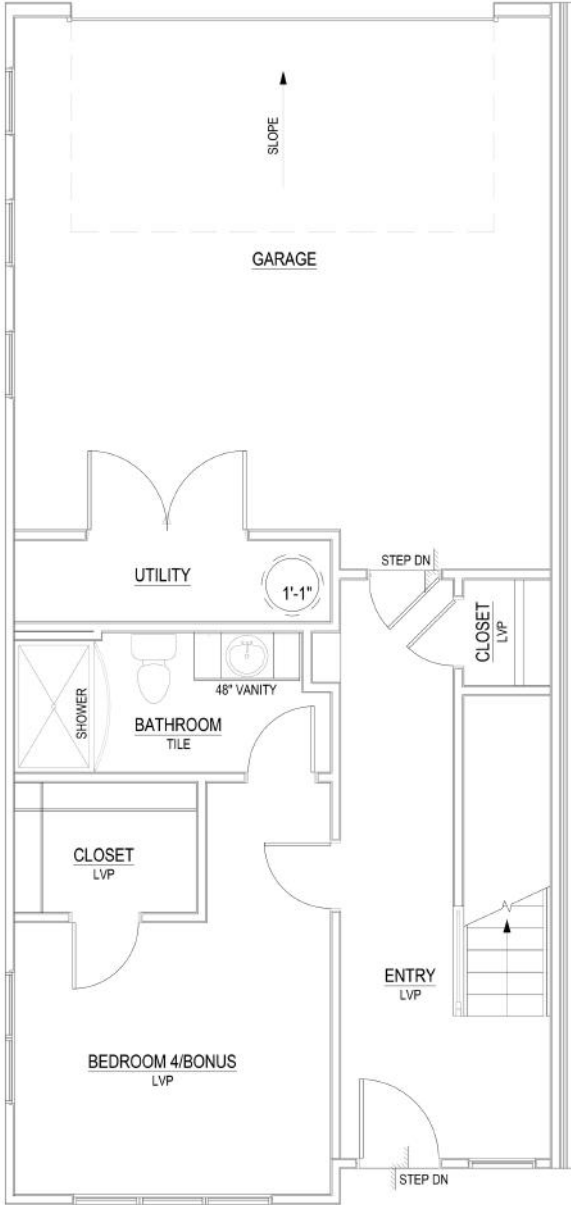 SLOPE
GARAGE
STEP DN
UTILITY
1'-1"
CLOSET
LVP
48" VANITY
SHOWER
BATHROOM
TILE
CLOSET
LVP
ENTRY
LVP
BEDROOM 4/BONUS
LVP
STEP DN